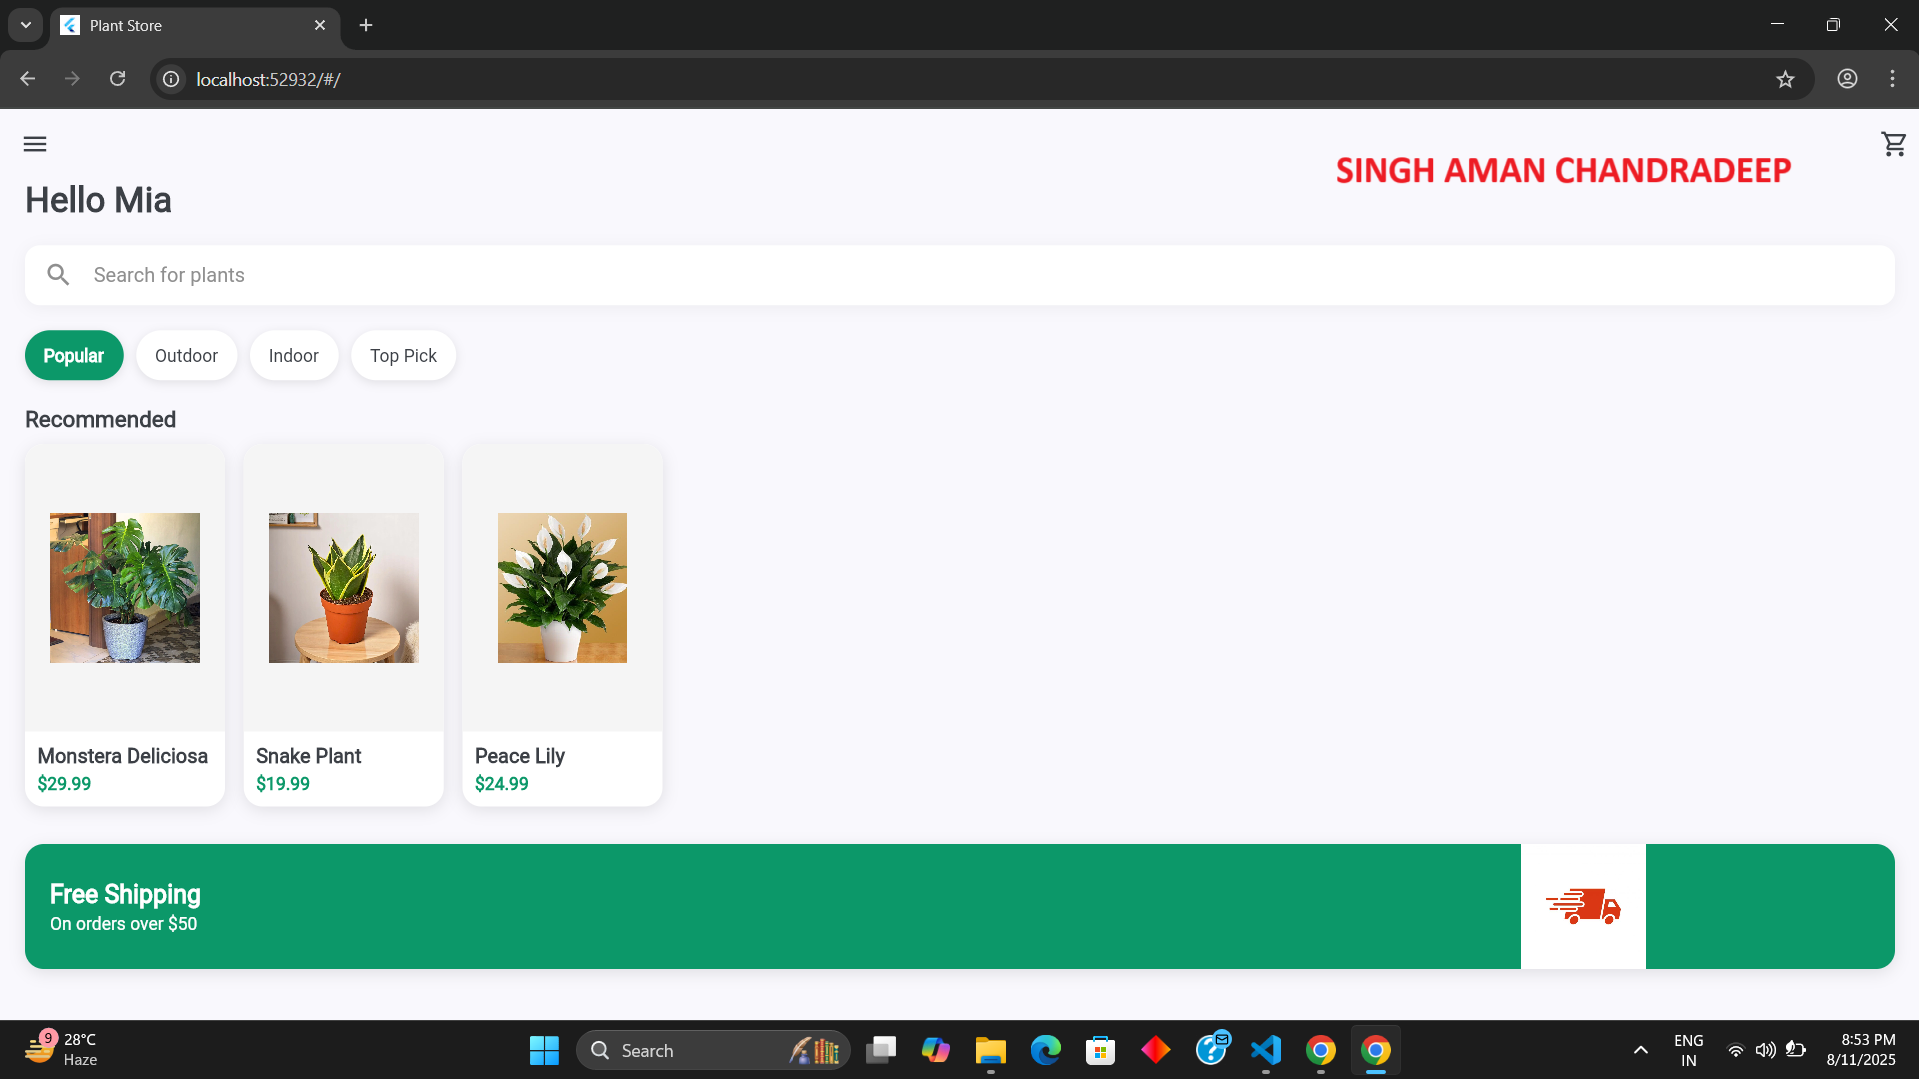 Plant Store
localhost:52932/#/
SINGH AMAN CHANDRADEEP
Hello Mia
Search for plants
Popular
Outdoor
Indoor
Top Pick
Recommended
Monstera Deliciosa
$29.99
Snake Plant
$19.99
Peace Lily
$24.99
Free Shipping
On orders over $50
9
28°C
Haze
Search
ENG
IN
8:53 PM
8/11/2025